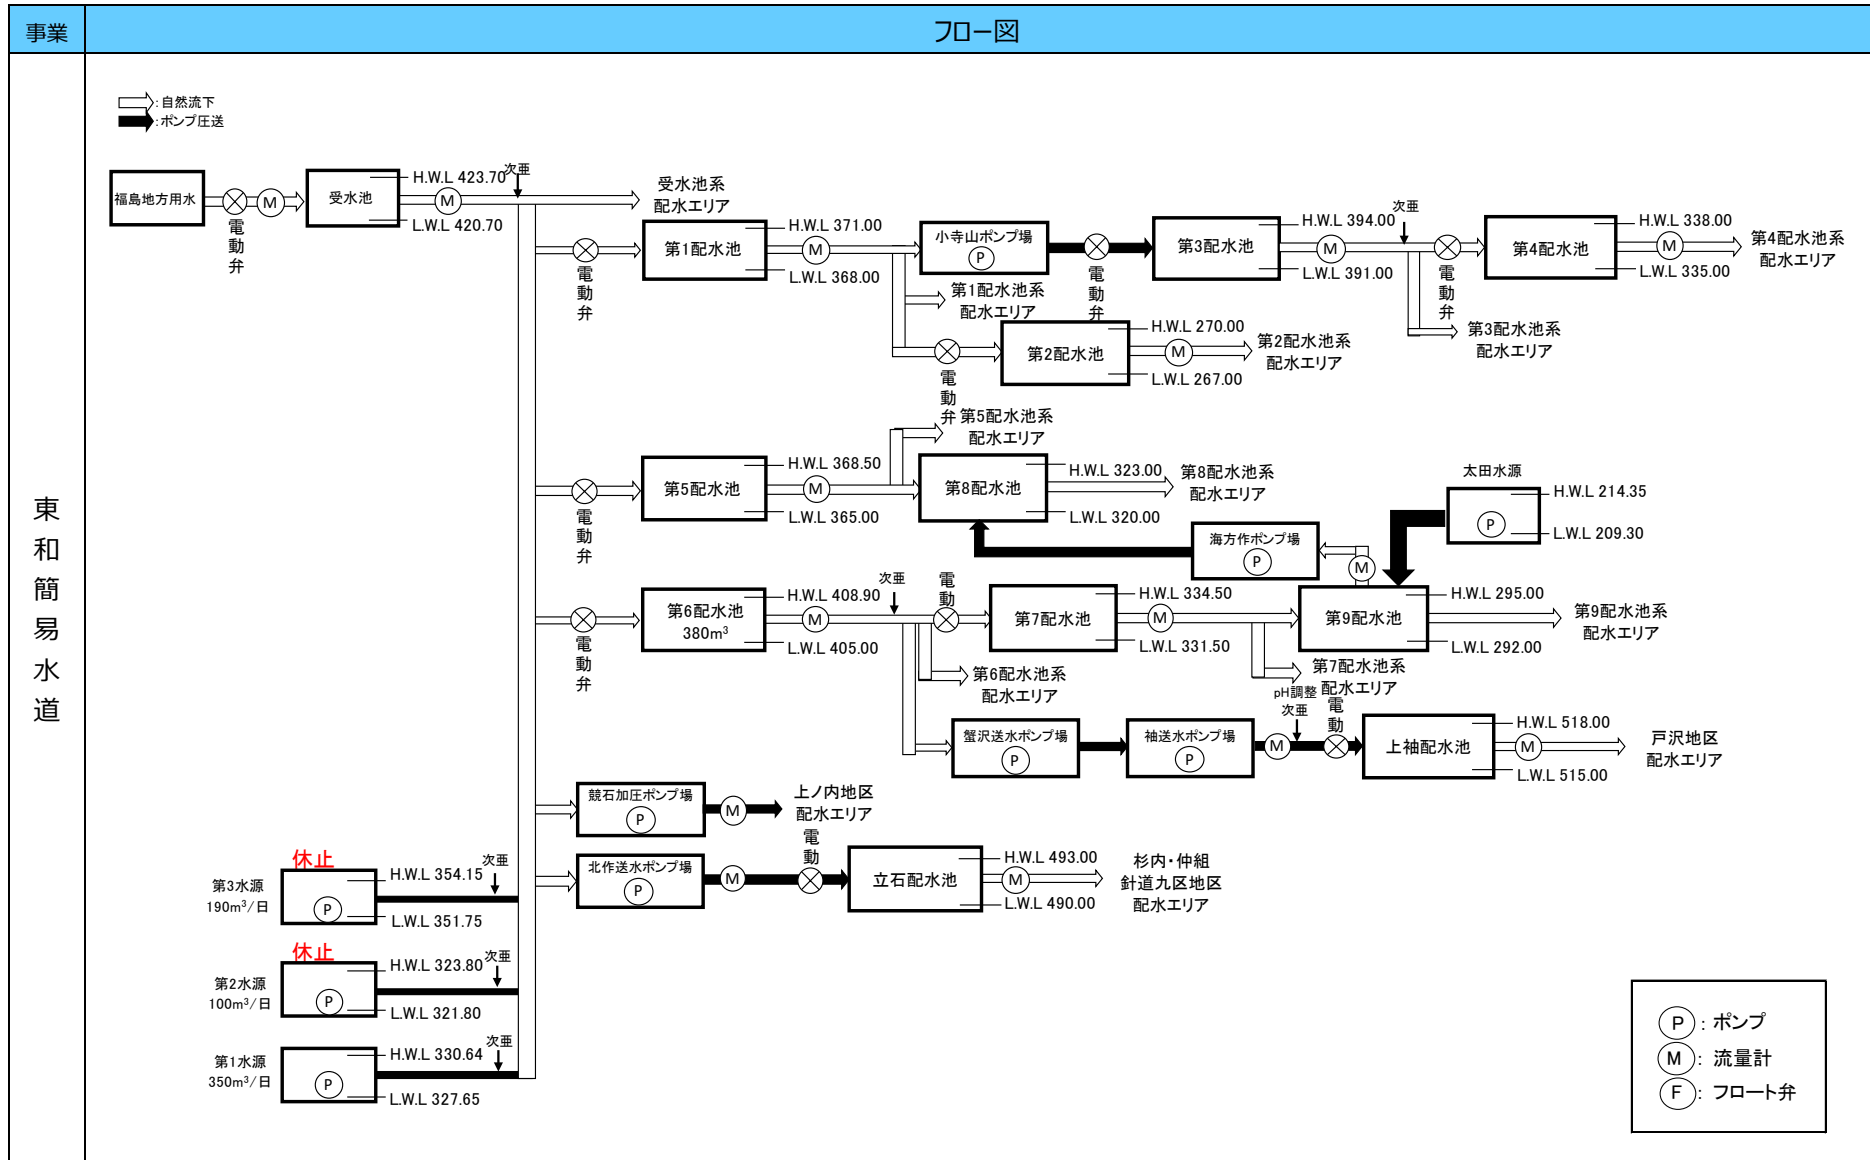 事業
フロー図
東和簡易水道
:自然流下
:ポンプ圧送
福島地方用水
電動弁
M
受水池
H.W.L 423.70
L.W.L 420.70
M
次亜
受水池系
配水エリア
電動弁
第1配水池
H.W.L 371.00
L.W.L 368.00
M
小寺山ポンプ場
P
電動弁
第1配水池系
配水エリア
第3配水池
H.W.L 394.00
L.W.L 391.00
M
次亜
電動弁
第3配水池系
配水エリア
第4配水池
H.W.L 338.00
L.W.L 335.00
M
第4配水池系
配水エリア
電動弁
第2配水池
H.W.L 270.00
L.W.L 267.00
M
第2配水池系
配水エリア
電動弁
第5配水池
H.W.L 368.50
L.W.L 365.00
M
第5配水池系
配水エリア
第8配水池
H.W.L 323.00
L.W.L 320.00
第8配水池系
配水エリア
海方作ポンプ場
P
M
太田水源
P
H.W.L 214.35
L.W.L 209.30
電動弁
第6配水池
380m³
H.W.L 408.90
L.W.L 405.00
M
次亜
電動
第6配水池系
配水エリア
第7配水池
H.W.L 334.50
L.W.L 331.50
M
第7配水池系
配水エリア
第9配水池
H.W.L 295.00
L.W.L 292.00
第9配水池系
配水エリア
蟹沢送水ポンプ場
P
袖送水ポンプ場
P
M
pH調整
次亜
電動
上袖配水池
H.W.L 518.00
L.W.L 515.00
M
戸沢地区
配水エリア
競石加圧ポンプ場
P
M
上ノ内地区
配水エリア
北作送水ポンプ場
P
M
電動
立石配水池
H.W.L 493.00
L.W.L 490.00
M
杉内・仲組
針道九区地区
配水エリア
休止
第3水源
190m³/日
P
H.W.L 354.15
L.W.L 351.75
次亜
休止
第2水源
100m³/日
P
H.W.L 323.80
L.W.L 321.80
次亜
第1水源
350m³/日
P
H.W.L 330.64
L.W.L 327.65
次亜
P : ポンプ
M : 流量計
F : フロート弁